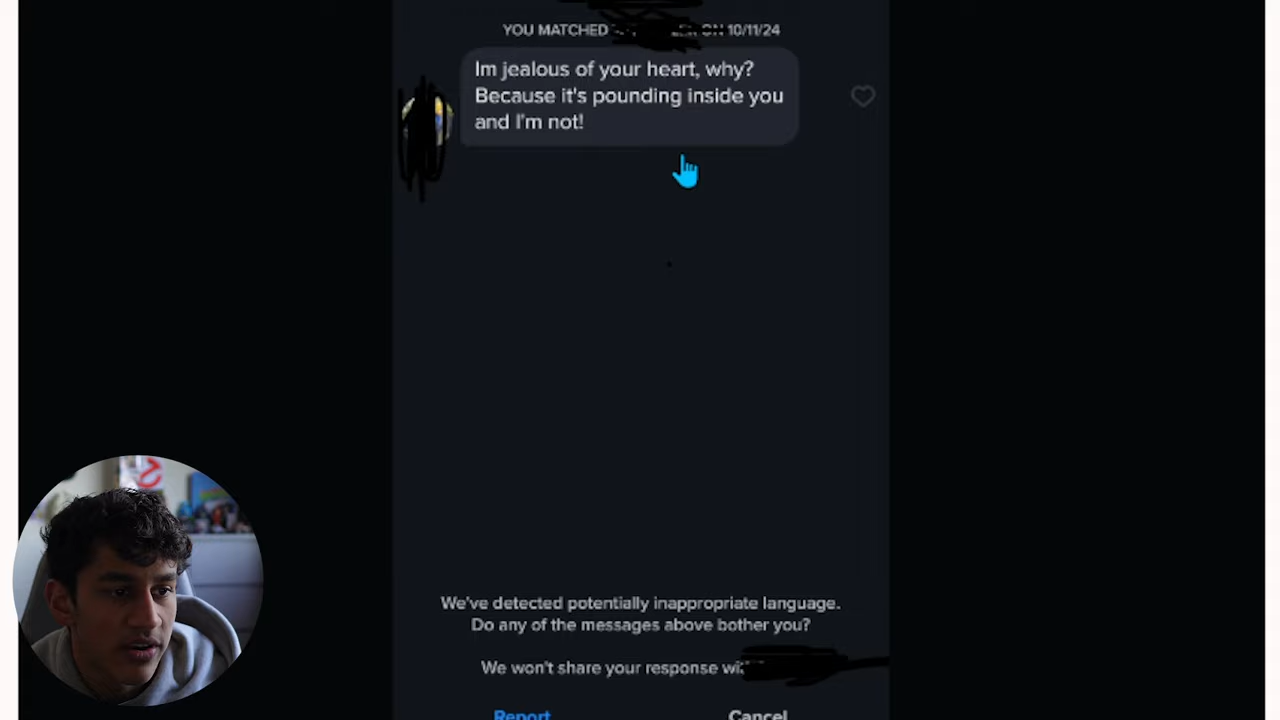 YOU MATCHED ON 10/11/24
Im jealous of your heart, why?
Because it's pounding inside you
and I'm not!
We've detected potentially inappropriate language.
Do any of the messages above bother you?
We won't share your response
Report Cancel